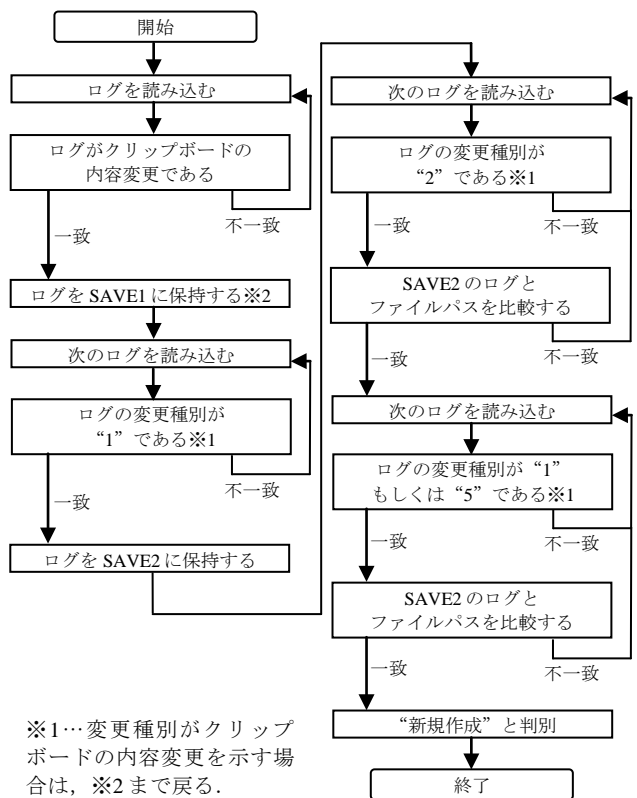 開始
ログを読み込む
ログがクリップボードの
内容変更である
不一致
一致
ログを SAVE1 に保持する※2
次のログを読み込む
ログの変更種別が
“1”である※1
不一致
一致
ログを SAVE2 に保持する
次のログを読み込む
ログの変更種別が
“2”である※1
一致
不一致
SAVE2 のログと
ファイルパスを比較する
一致
不一致
次のログを読み込む
ログの変更種別が“1”
もしくは“5”である※1
一致
不一致
SAVE2 のログと
ファイルパスを比較する
一致
不一致
“新規作成”と判別
終了
※1…変更種別がクリップ
ボードの内容変更を示す場
合は，※2 まで戻る．